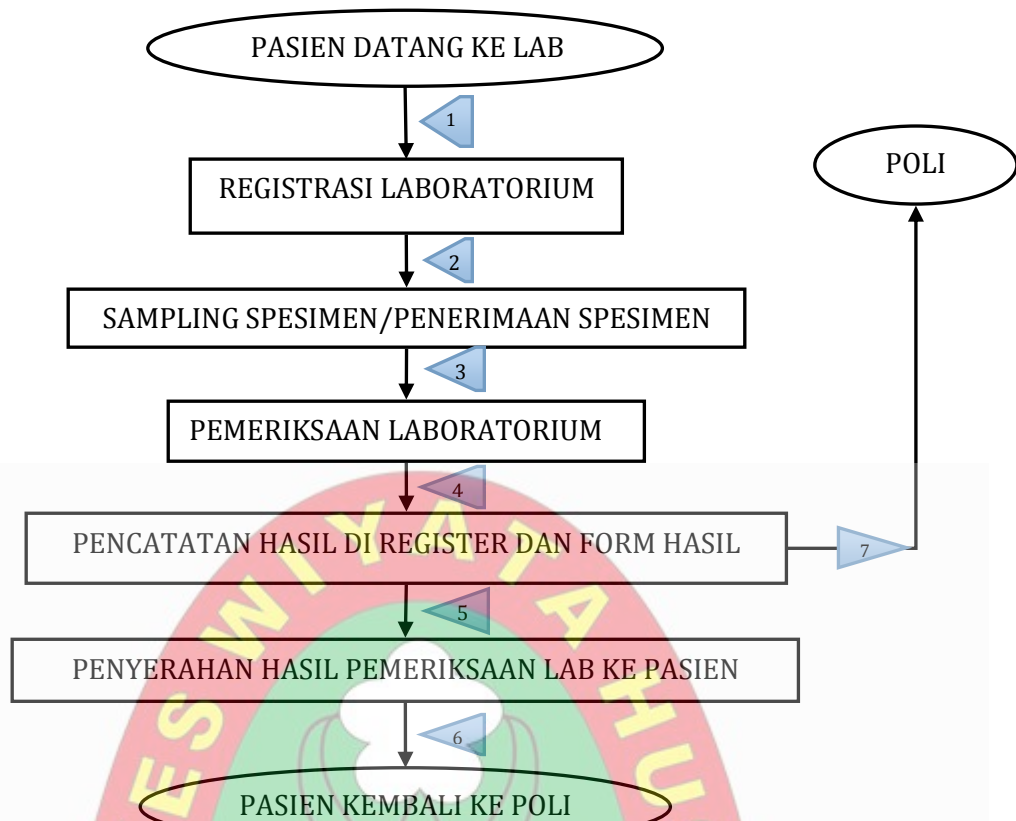 PASIEN DATANG KE LAB
1
REGISTRASI LABORATORIUM
POLI
2
SAMPLING SPESIMEN/PENERIMAAN SPESIMEN
3
PEMERIKSAAN LABORATORIUM
4
PENCATATAN HASIL DI REGISTER DAN FORM HASIL
7
5
PENYERAHAN HASIL PEMERIKSAAN LAB KE PASIEN
6
PASIEN KEMBALI KE POLI
ESWIYATAHU